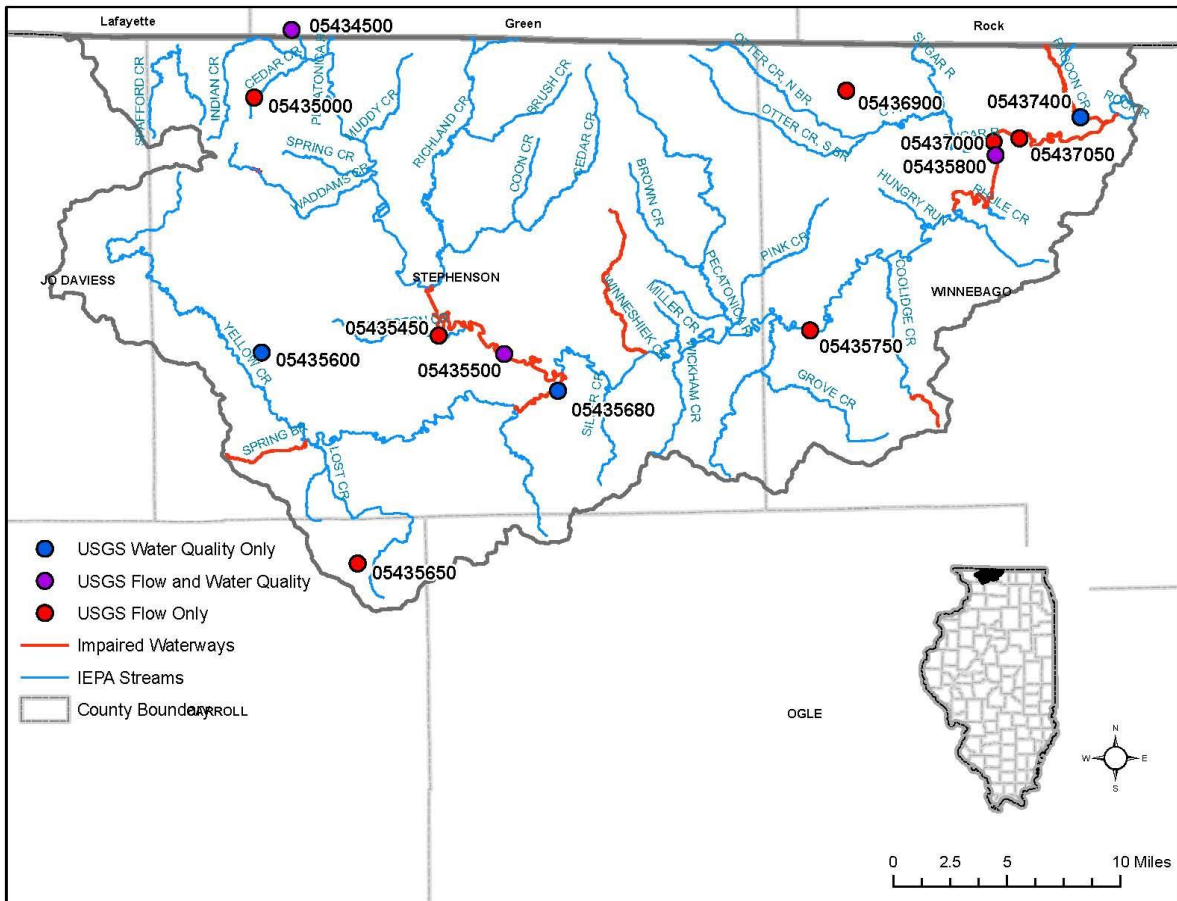 Lafayette
Green
Rock
05434500
STAFFORD CR
INDIAN CR
CEDAR CR
05435000
MUDDY CR
RICHLAND CR
BRUSH CR
COON CR
CEDAR CR
SPRING CR
WADDAMS CR
OTTER CR, N BR
OTTER CR, S BR
SUGAR R
RACOON CR
ROCK R
05436900
05437400
05437000
05437050
05435800
HUNGRY RUN
RHULE CR
BROWN CR
PINK CR
PECATONICA R
JO DAVIESS
STEPHENSON
WINNEBAGO
COOLIDGE CR
WINNESHIEK CR
MILLER CR
05435450
05435500
05435600
05435680
05435750
YELLOW CR
WICKHAM CR
GROVE CR
SPRING BR
LOST CR
05435650
USGS Water Quality Only
USGS Flow and Water Quality
USGS Flow Only
Impaired Waterways
IEPA Streams
County Boundary
CARROLL
OGLE
N
W
E
S
0 2.5 5 10 Miles